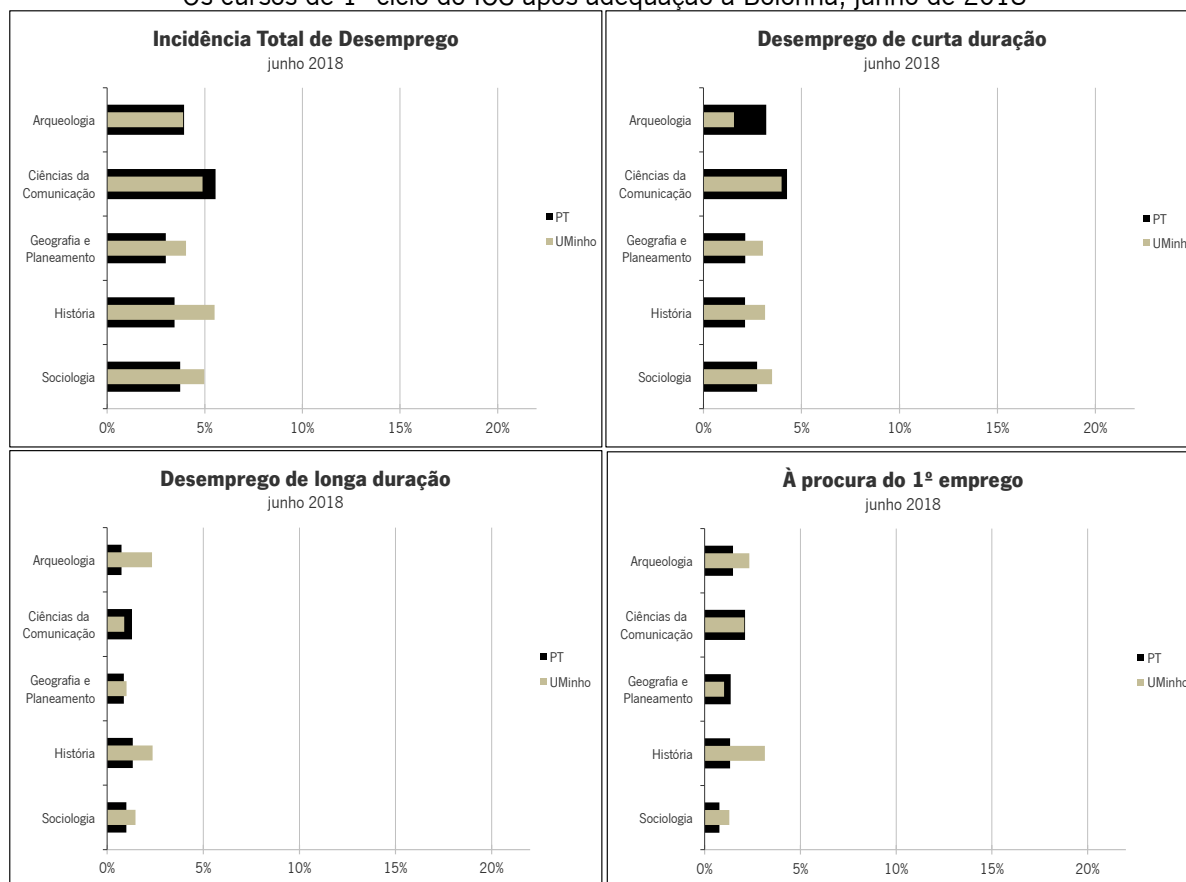 Os cursos de 1º ciclo do ICS após adequação a Bolonha, junho de 2018
Incidência Total de Desemprego
junho 2018
Arqueologia
Ciências da
Comunicação
Geografia e
Planeamento
História
Sociologia
PT
UMinho
0% 5% 10% 15% 20%
Desemprego de curta duração
junho 2018
Arqueologia
Ciências da
Comunicação
Geografia e
Planeamento
História
Sociologia
PT
UMinh
0% 5% 10% 15% 20%
Desemprego de longa duração
junho 2018
Arqueologia
Ciências da
Comunicação
Geografia e
Planeamento
História
Sociologia
PT
UMinho
0% 5% 10% 15% 20%
À procura do 1º emprego
junho 2018
Arqueologia
Ciências da
Comunicação
Geografia e
Planeamento
História
Sociologia
PT
UMinho
0% 5% 10% 15% 20%